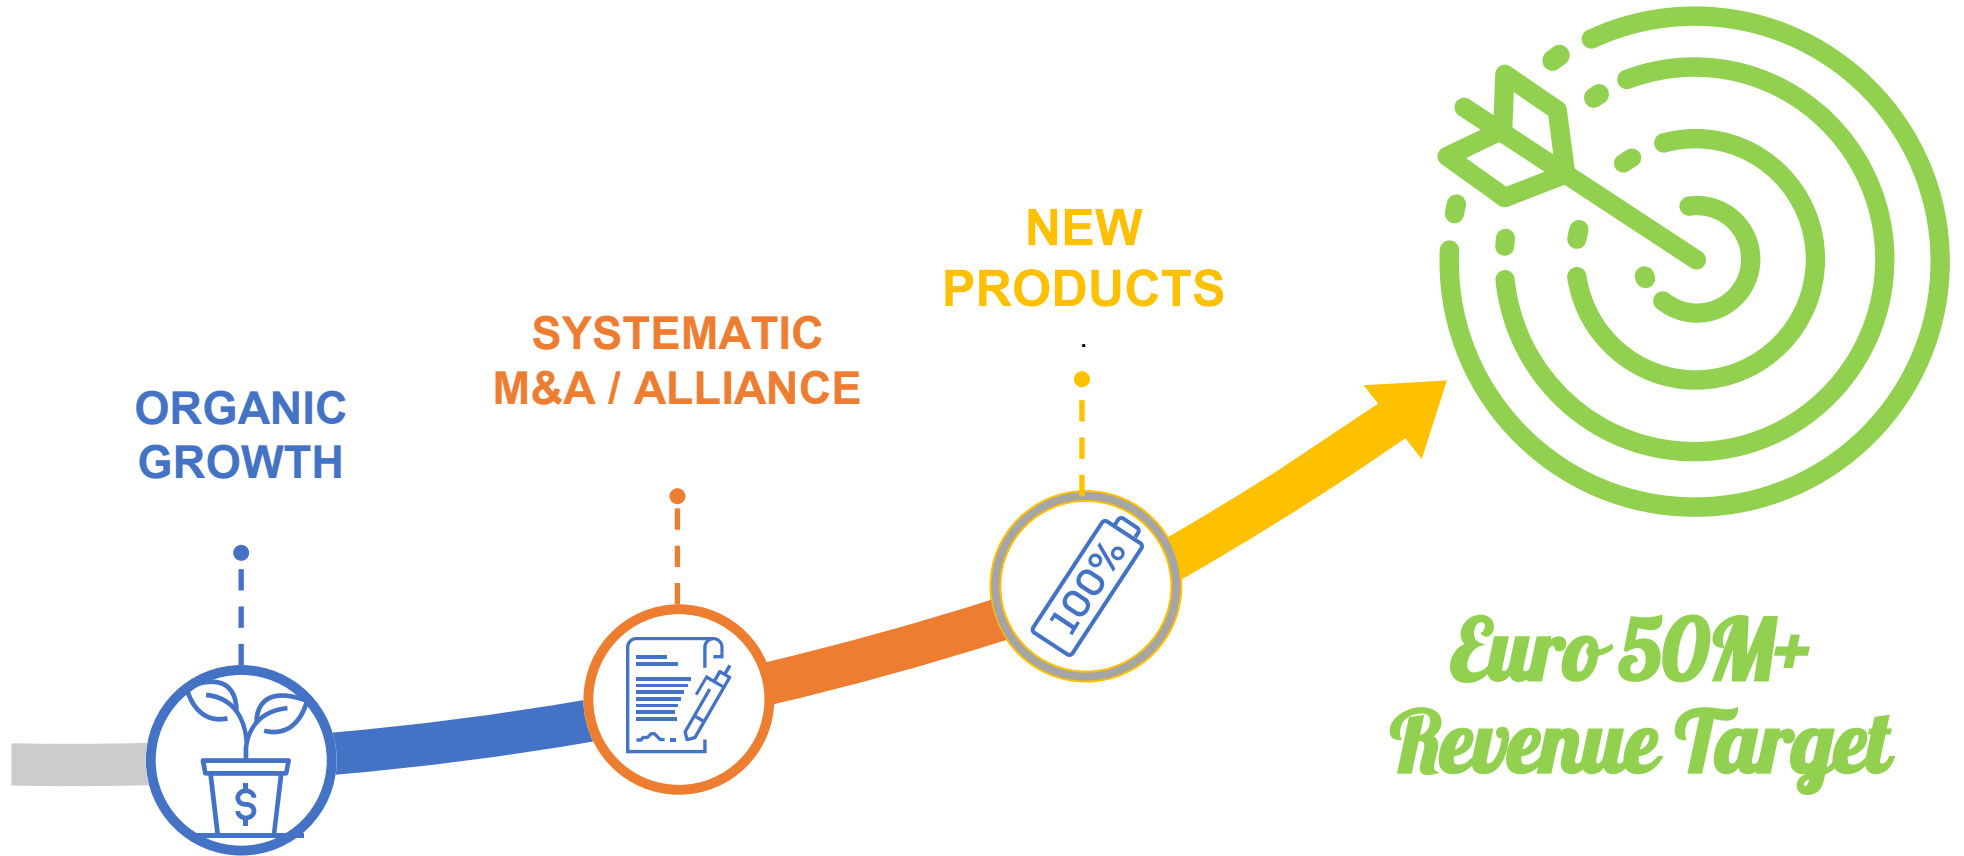 ORGANIC
GROWTH
SYSTEMATIC
M&A / ALLIANCE
NEW
PRODUCTS
.
$
100%
Euro 50M+
Revenue Target